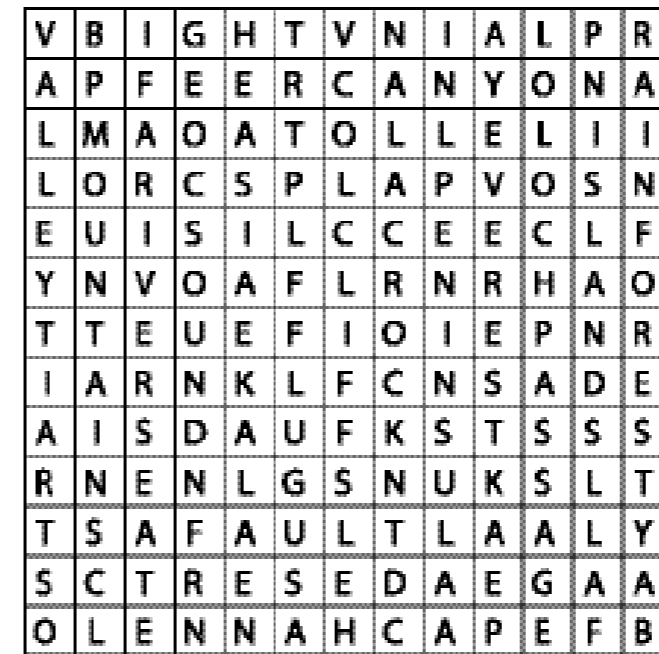 V B I G H T V N I A L P R
A P F E E R C A N Y O N A
L M A O A T O L L E L I I
L O R C S P L A P V O S N
E U I S I L C C E E C L F
Y N V O A F L R N R H A O
T T E U E F I O I E P N R
I A R N K L F C N S A D E
A I S D A U F K S T S S S
R N E N L G S N U K S L T
T S A F A U L T L A A L Y
S C T R E S E D A E G A A
O L E N N A H C A P E F B